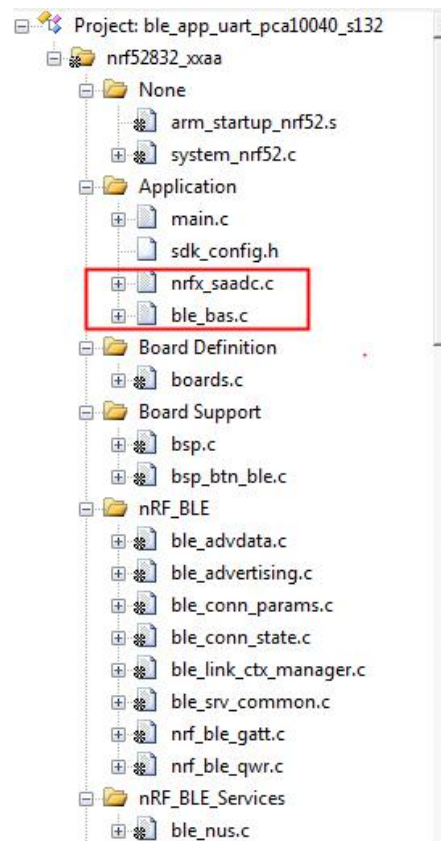 Project: ble_app_uart_pca10040_s132
nrf52832_xxaa
None
arm_startup_nrf52.s
system_nrf52.c
Application
main.c
sdk_config.h
nrfx_saadc.c
ble_bas.c
Board Definition
boards.c
Board Support
bsp.c
bsp_btn_ble.c
nRF_BLE
ble_advdata.c
ble_advertising.c
ble_conn_params.c
ble_conn_state.c
ble_link_ctx_manager.c
ble_srv_common.c
nrf_ble_gatt.c
nrf_ble_qwr.c
nRF_BLE_Services
ble_nus.c